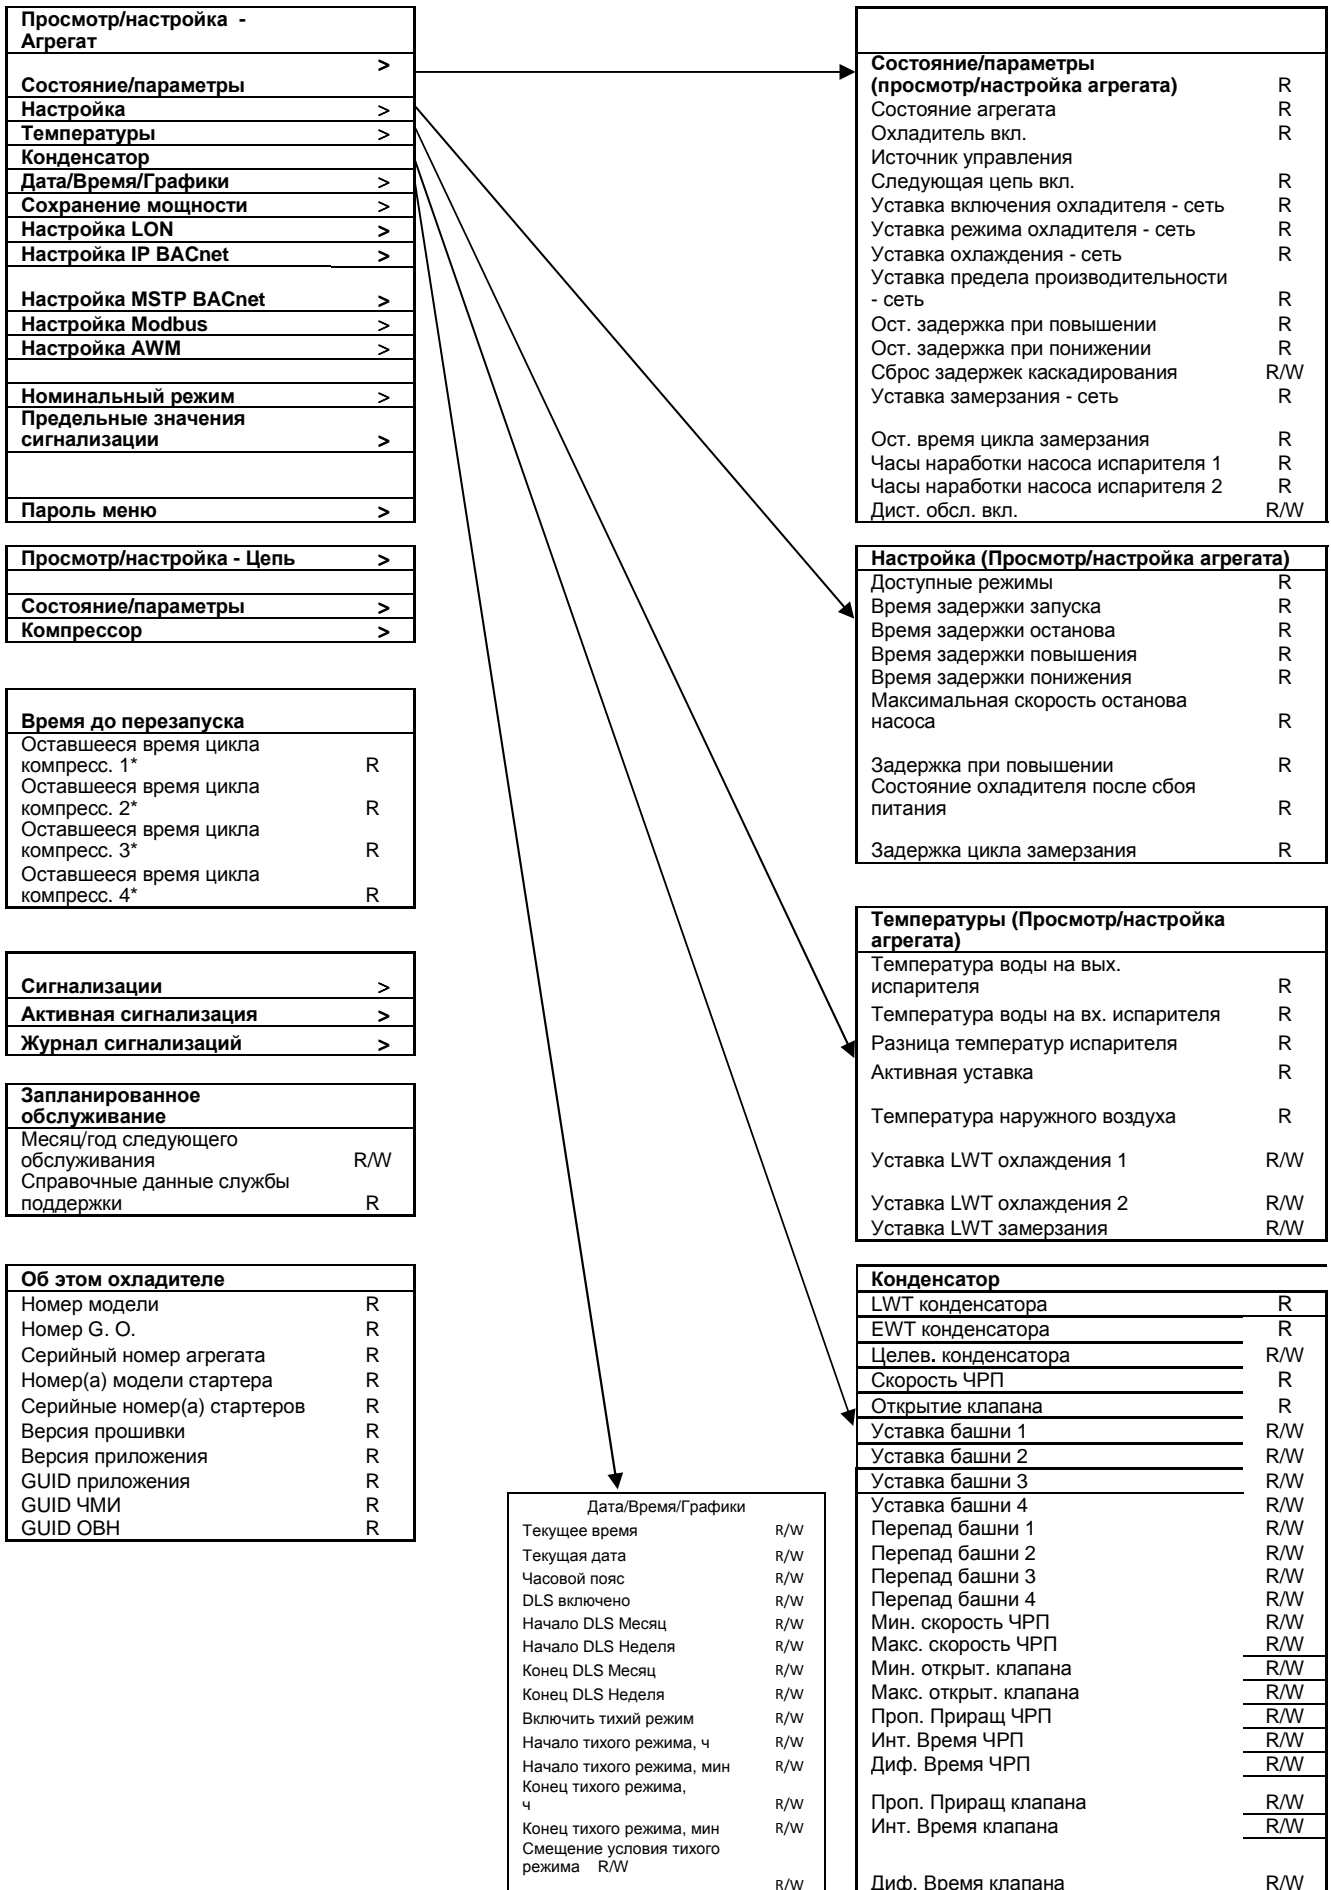 Просмотр/настройка -
Агрегат
>
Состояние/параметры
Настройка >
Температуры >
Конденсатор
Дата/Время/Графики >
Сохранение мощности >
Настройка LON >
Настройка IP BACnet >
Настройка MSTP BACnet >
Настройка Modbus >
Настройка AWM >
Номинальный режим >
Предельные значения
сигнализации >
Пароль меню >
Просмотр/настройка - Цепь >
Состояние/параметры >
Компрессор >
Время до перезапуска
Оставшееся время цикла
компресс. 1* R
Оставшееся время цикла
компресс. 2* R
Оставшееся время цикла
компресс. 3* R
Оставшееся время цикла
компресс. 4* R
Сигнализации >
Активная сигнализация >
Журнал сигнализаций >
Запланированное
обслуживание
Месяц/год следующего
обслуживания R/W
Справочные данные службы
поддержки R
Об этом охладителе
Номер модели R
Номер G. O. R
Серийный номер агрегата R
Номер(а) модели стартера R
Серийные номер(а) стартеров R
Версия прошивки R
Версия приложения R
GUID приложения R
GUID ЧМИ R
GUID OBH R
Состояние/параметры
(просмотр/настройка агрегата) R
Состояние агрегата R
Охладитель вкл. R
Источник управления
Следующая цепь вкл. R
Уставка включения охладителя - сеть R
Уставка режима охладителя - сеть R
Уставка охлаждения - сеть R
Уставка предела производительности
- сеть R
Ост. задержка при повышении R
Ост. задержка при понижении R
Сброс задержек каскадирования R/W
Уставка замерзания - сеть R
Ост. время цикла замерзания R
Часы наработки насоса испарителя 1 R
Часы наработки насоса испарителя 2 R
Дист. обсл. вкл. R/W
Настройка (Просмотр/настройка агрегата)
Доступные режимы R
Время задержки запуска R
Время задержки останова R
Время задержки повышения R
Время задержки понижения R
Максимальная скорость останова
насоса R
Задержка при повышении R
Состояние охладителя после сбоя
питания R
Задержка цикла замерзания R
Температуры (Просмотр/настройка
агрегата)
Температура воды на вых.
испарителя R
Температура воды на вх. испарителя R
Разница температур испарителя R
Активная уставка R
Температура наружного воздуха R
Уставка LWT охлаждения 1 R/W
Уставка LWT охлаждения 2 R/W
Уставка LWT замерзания R/W
Конденсатор
LWT конденсатора R
EWT конденсатора R
Целев. конденсатора R/W
Скорость ЧРП R
Открытие клапана R
Уставка башни 1 R/W
Уставка башни 2 R/W
Уставка башни 3 R/W
Уставка башни 4 R/W
Перепад башни 1 R/W
Перепад башни 2 R/W
Перепад башни 3 R/W
Перепад башни 4 R/W
Мин. скорость ЧРП R/W
Макс. скорость ЧРП R/W
Мин. открыт. клапана R/W
Макс. открыт. клапана R/W
Проп. Приращ ЧРП R/W
Инт. Время ЧРП R/W
Диф. Время ЧРП R/W
Проп. Приращ клапана R/W
Инт. Время клапана R/W
Диф. Время клапана R/W
Дата/Время/Графики
Текущее время R/W
Текущая дата R/W
Часовой пояс R/W
DLS включено R/W
Начало DLS Месяц R/W
Начало DLS Неделя R/W
Конец DLS Месяц R/W
Конец DLS Неделя R/W
Включить тихий режим R/W
Начало тихого режима, ч R/W
Начало тихого режима, мин R/W
Конец тихого режима,
ч R/W
Конец тихого режима, мин R/W
Смещение условия тихого
режима R/W
R/W